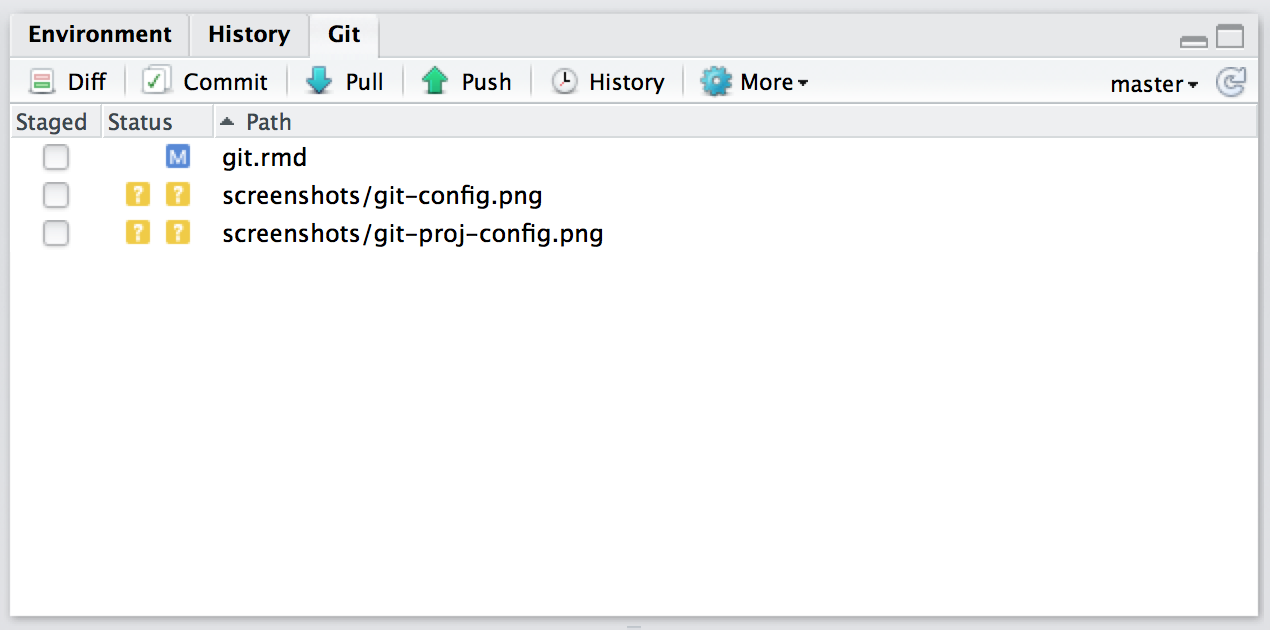 Environment History Git
Diff Commit Pull Push History More master
Staged Status Path
M git.rmd
? ? screenshots/git-config.png
? ? screenshots/git-proj-config.png